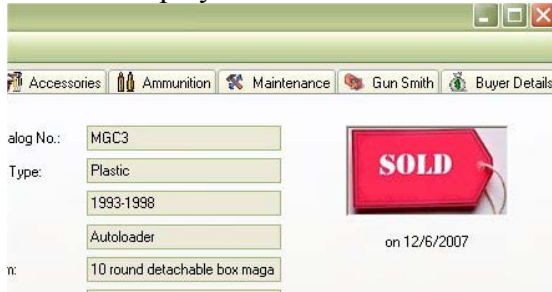 Accessories Ammunition Maintenance Gun Smith Buyer Details
alog No.: MGC3
Type: Plastic
1993-1998
Autoloader
10 round detachable box maga
SOLD
on 12/6/2007